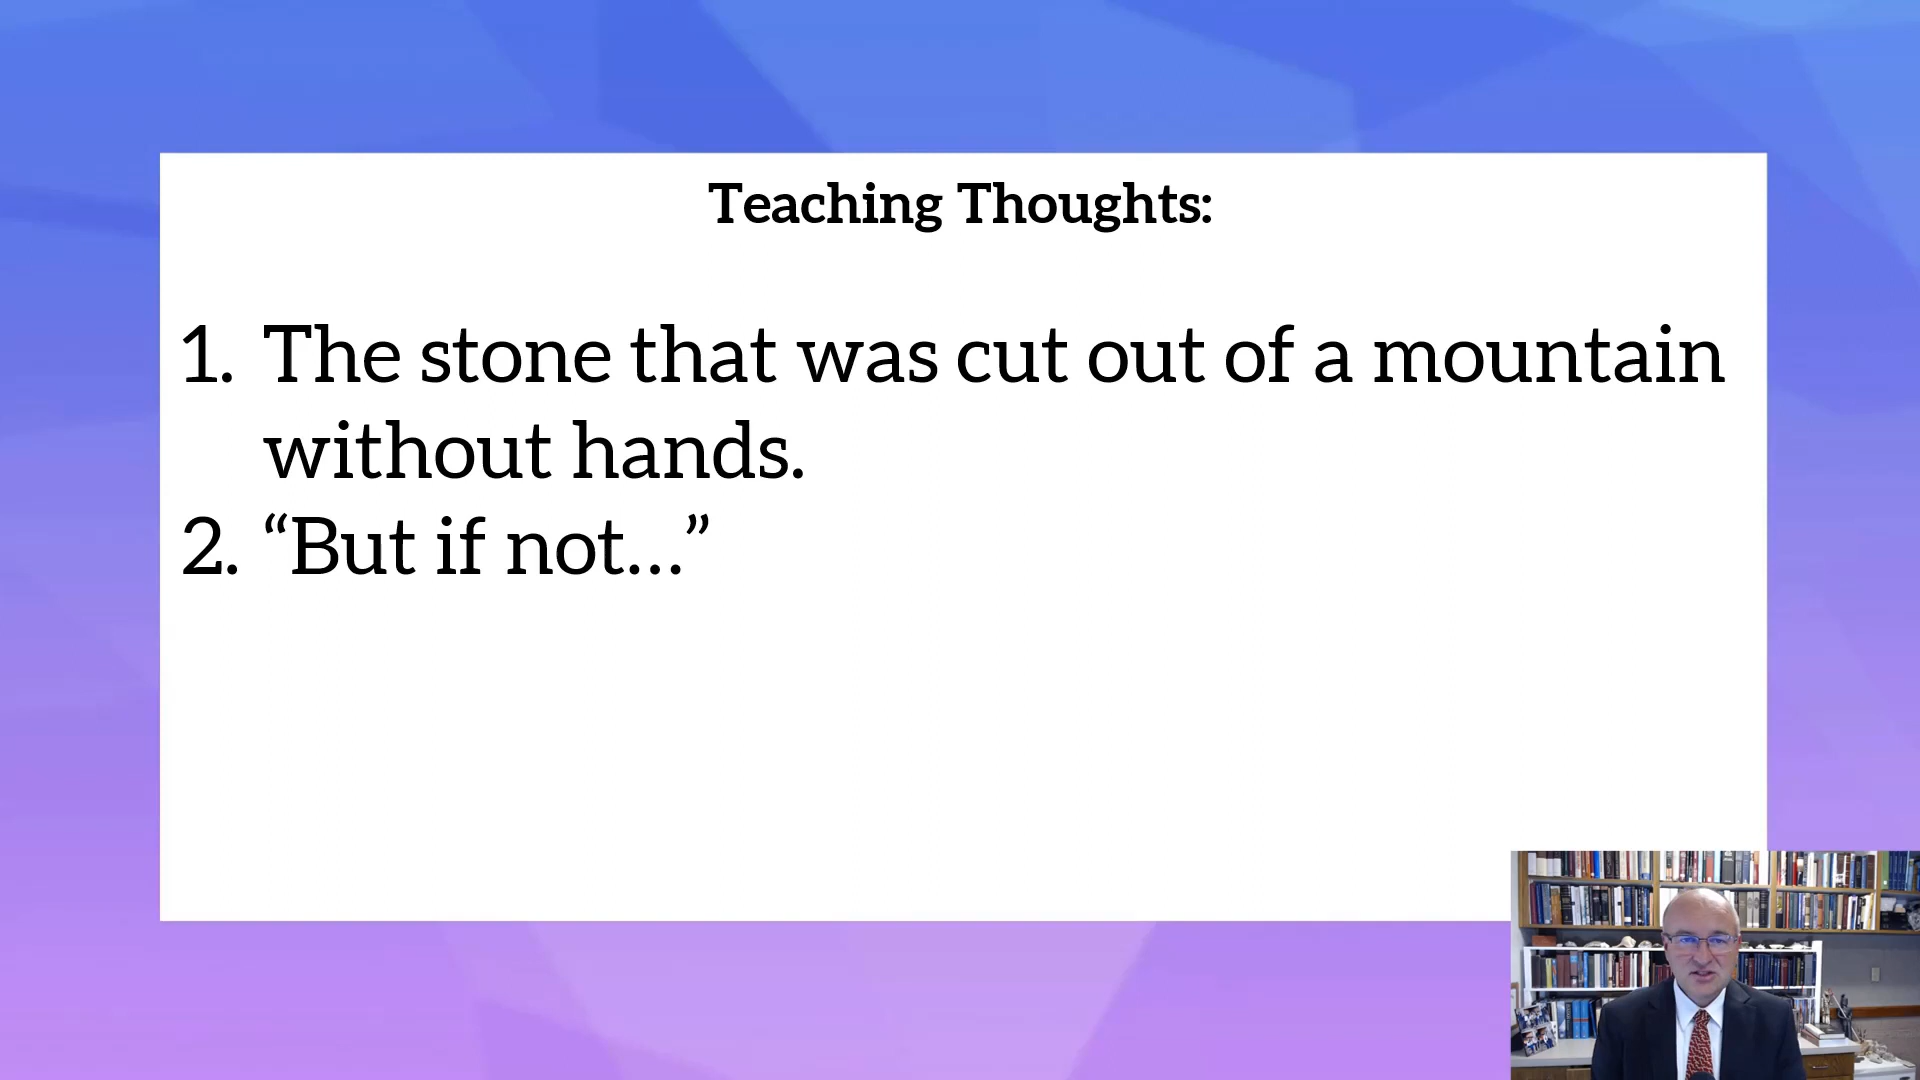 Teaching Thoughts:
1. The stone that was cut out of a mountain
without hands.
2. “But if not…”